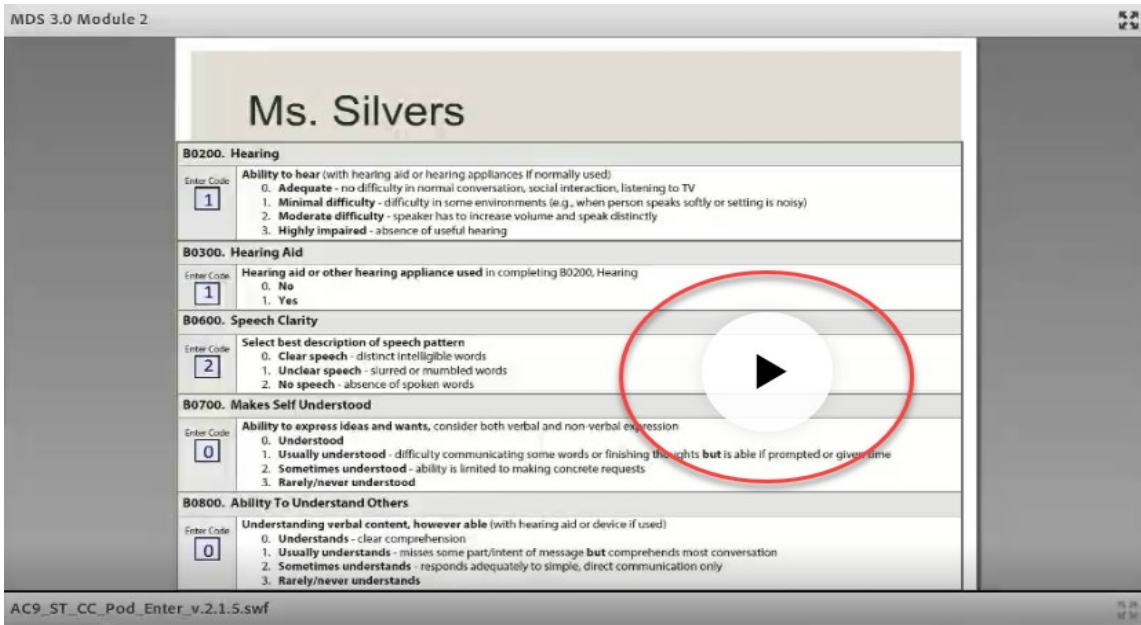 MDS 3.0 Module 2
Ms. Silvers
B0200. Hearing
Enter Code
1
Ability to hear (with hearing aid or hearing appliances if normally used)
0. Adequate - no difficulty in normal conversation, social interaction, listening to TV
1. Minimal difficulty - difficulty in some environments (e.g., when person speaks softly or setting is noisy)
2. Moderate difficulty - speaker has to increase volume and speak distinctly
3. Highly impaired - absence of useful hearing
B0300. Hearing Aid
Enter Code
1
Hearing aid or other hearing appliance used in completing B0200, Hearing
0. No
1. Yes
B0600. Speech Clarity
Enter Code
2
Select best description of speech pattern
0. Clear speech - distinct intelligible words
1. Unclear speech - slurred or mumbled words
2. No speech - absence of spoken words
B0700. Makes Self Understood
Enter Code
0
Ability to express ideas and wants, consider both verbal and non-verbal expression
0. Understood
1. Usually understood - difficulty communicating some words or finishing thoughts but is able if prompted or given time
2. Sometimes understood - ability is limited to making concrete requests
3. Rarely/never understood
B0800. Ability To Understand Others
Enter Code
0
Understanding verbal content, however able (with hearing aid or device if used)
0. Understands - clear comprehension
1. Usually understands - misses some part/intent of message but comprehends most conversation
2. Sometimes understands - responds adequately to simple, direct communication only
3. Rarely/never understands
AC9_ST_CC_Pod_Enter_v.2.1.5.swf